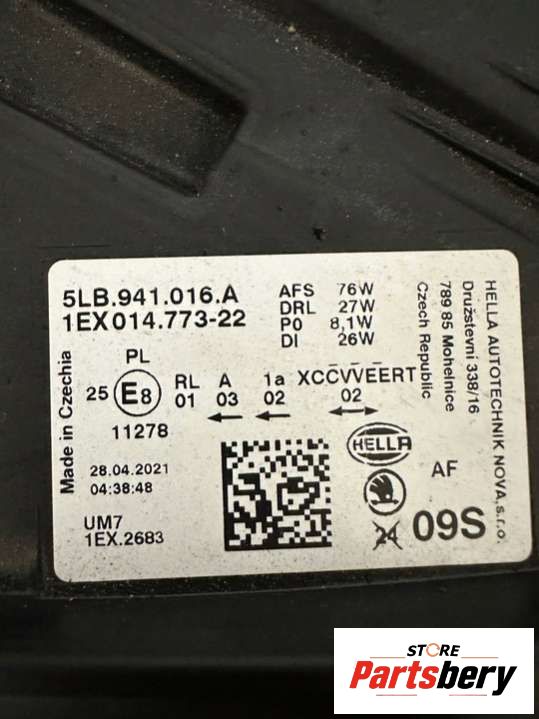 5LB.941.016.A
1EX 014.773-22
AFS 76W
DRL 27W
P0 8,1W
DI 26W
HELLA AUTOTECHNIK NOVA,s.r.o.
Družstevní 338/16
789 85 Mohelnice
Czech Republic
Made in Czechia
PL
25 E8
11278
RL A 1a XCCVVEERT
01 03 02 02
28.04.2021
04:38:48
UM7
1EX.2683
HELLA
AF
24 09S
STORE
Partsbery